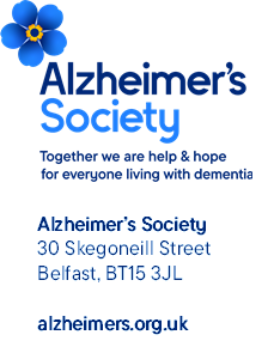 Alzheimer's
Society
Together we are help & hope
for everyone living with dementia
Alzheimer's Society
30 Skegoneill Street
Belfast, BT15 3JL
alzheimers.org.uk